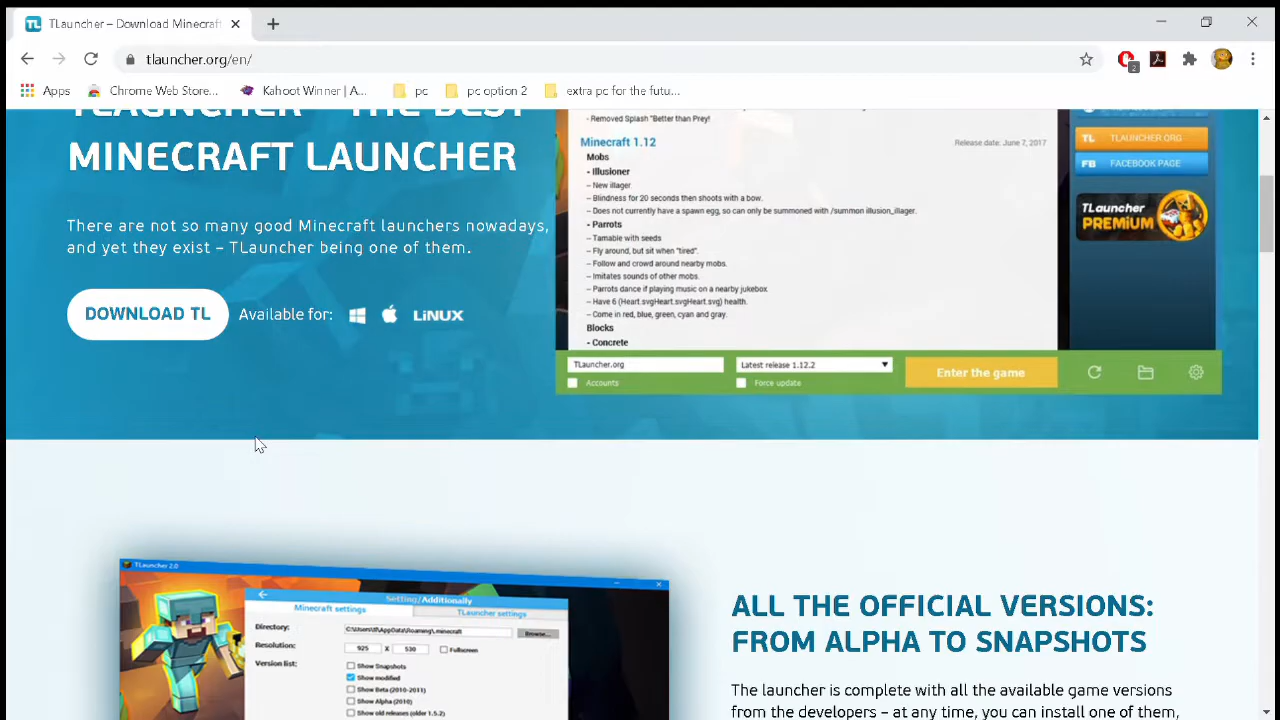 TLauncher – Download Minecraft
tlauncher.org/en/
2
Apps
Chrome Web Store...
Kahoot Winner | A...
pc
pc option 2
extra pc for the futu...
MINECRAFT LAUNCHER
There are not so many good Minecraft launchers nowadays,
and yet they exist – TLauncher being one of them.
DOWNLOAD TL
Available for:
LiNUX
- Removed Splash "Better than Prey!
Minecraft 1.12
Release date: June 7, 2017
Mobs
- Illusioner
– New illager.
– Blindness for 20 seconds then shoots with a bow.
– Does not currently have a spawn egg, so can only be summoned with /summon illusion_illager.
- Parrots
– Tamable with seeds
– Fly around, but sit when "tired".
– Follow and crowd around nearby mobs.
– Imitates sounds of other mobs.
– Parrots dance if playing music on a nearby jukebox.
– Have 6 (Heart.svgHeart.svgHeart.svg) health.
– Come in red, blue, green, cyan and gray.
Blocks
- Concrete
TL TLAUNCHER.ORG
FB FACEBOOK PAGE
TLauncher
PREMiUM
TLauncher.org
Latest release 1.12.2
Enter the game
Accounts
Force update
TLauncher 2.0
Setting/Additionally
Minecraft settings
TLauncher settings
Directory:
Browse...
Resolution:
925 X 530
Fullscreen
Version list:
Show Snapshots
Show modified
Show Beta (2010-2011)
Show Alpha (2010)
Show old releases (older 1.5.2)
ALL THE OFFICIAL VERSIONS:
FROM ALPHA TO SNAPSHOTS
The launcher is complete with all the available game versions
from the developers – at any time, you can install one of them,